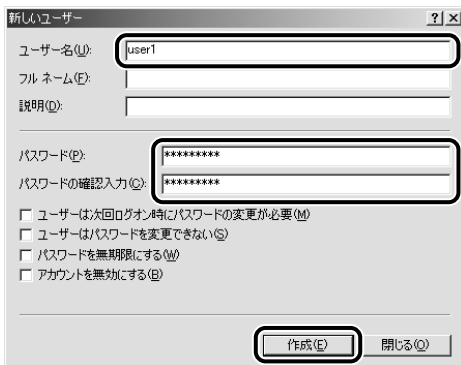 新しいユーザー
ユーザー名(U): user1
フル ネーム(F):
説明(D):
パスワード(P): *********
パスワードの確認入力(C): *********
ユーザーは次回ログオン時にパスワードの変更が必要(M)
ユーザーはパスワードを変更できない(S)
パスワードを無期限にする(W)
アカウントを無効にする(B)
作成(E) 閉じる(O)